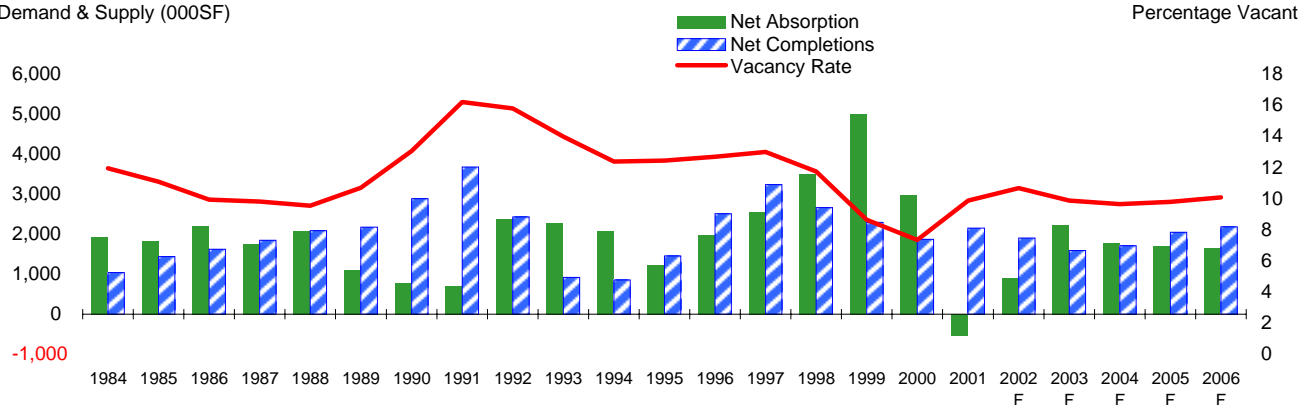 Demand & Supply (000SF)
Percentage Vacant
Net Absorption
Net Completions
Vacancy Rate
6,000
5,000
4,000
3,000
2,000
1,000
0
-1,000
18
16
14
12
10
8
6
4
2
0
1984 1985 1986 1987 1988 1989 1990 1991 1992 1993 1994 1995 1996 1997 1998 1999 2000 2001 2002 2003 2004 2005 2006
F F F F F